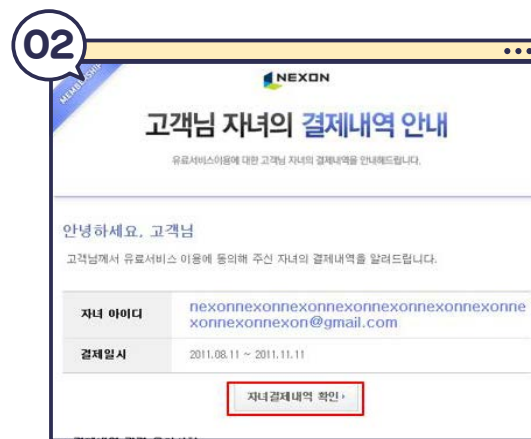 02
MEMBERSHIP
NEXON
고객님 자녀의 결제내역 안내
유료서비스이용에 대한 고객님 자녀의 결제내역을 안내해드립니다.
안녕하세요, 고객님
고객님께서 유료서비스 이용에 동의해 주신 자녀의 결제내역을 알려드립니다.
자녀 아이디
nexonnexonnexonnexonnexonnexonnexonne
xonnexonnexon@gmail.com
결제일시
2011.08.11 ~ 2011.11.11
자녀결제내역 확인